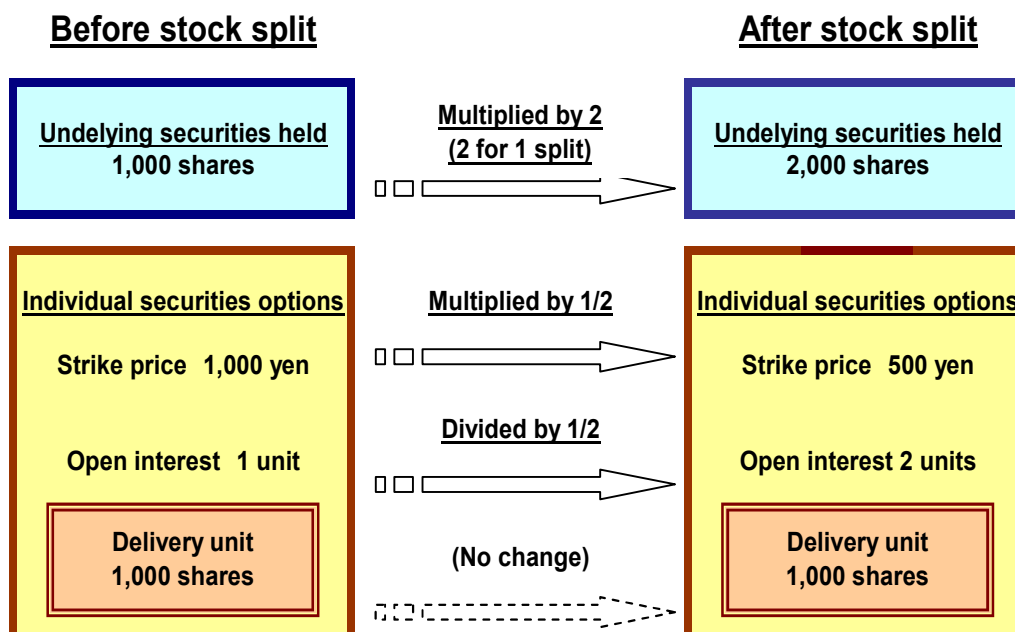 Before stock split
After stock split
Undelying securities held
1,000 shares
Multiplied by 2
(2 for 1 split)
Undelying securities held
2,000 shares
Individual securities options
Multiplied by 1/2
Individual securities options
Strike price 1,000 yen
Strike price 500 yen
Divided by 1/2
Open interest 1 unit
Open interest 2 units
Delivery unit
1,000 shares
(No change)
Delivery unit
1,000 shares